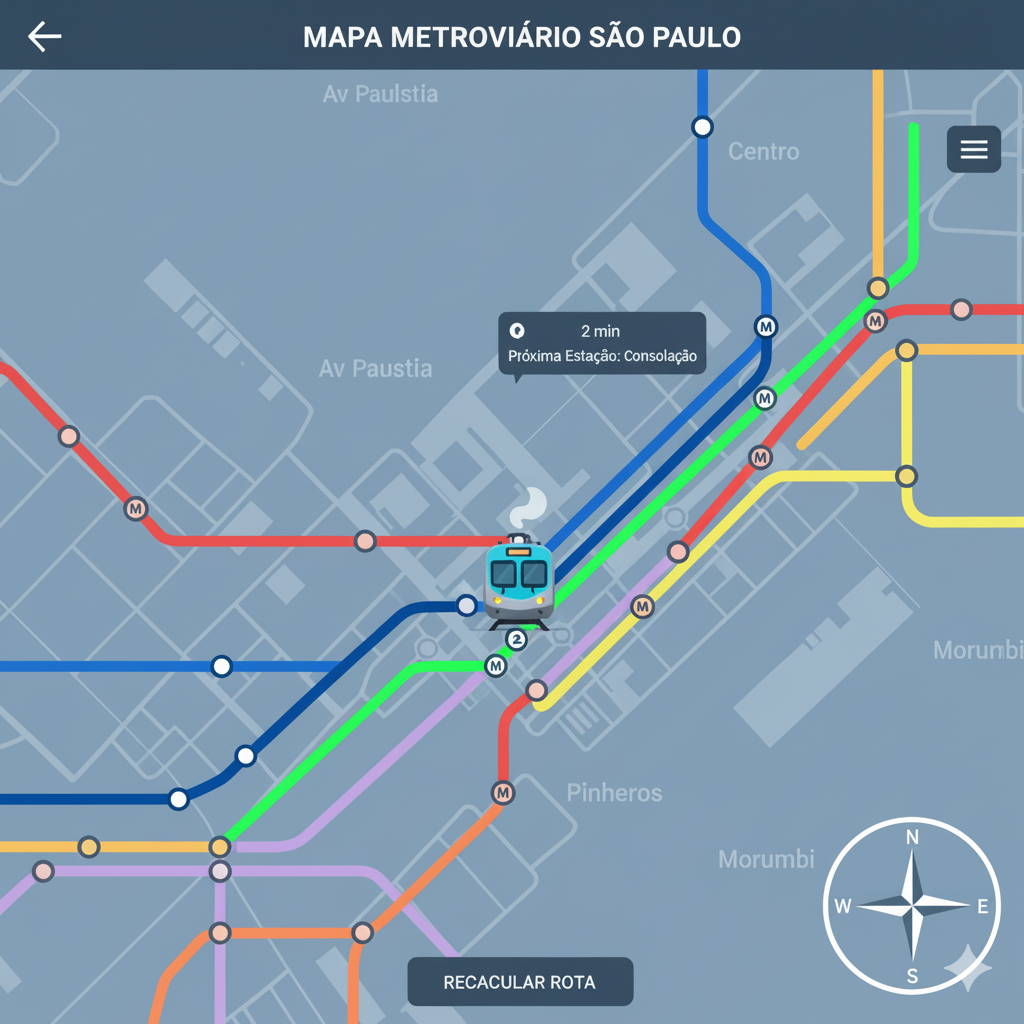 MAPA METROVIÁRIO SÃO PAULO
Av Paulstia
Centro
M
2 min
Próxima Estação: Consolação
M
Av Paustia
M
M
M
M
2
M
Morumbi
Pinheros
M
Morumbi
N
W
E
S
RECACULAR ROTA